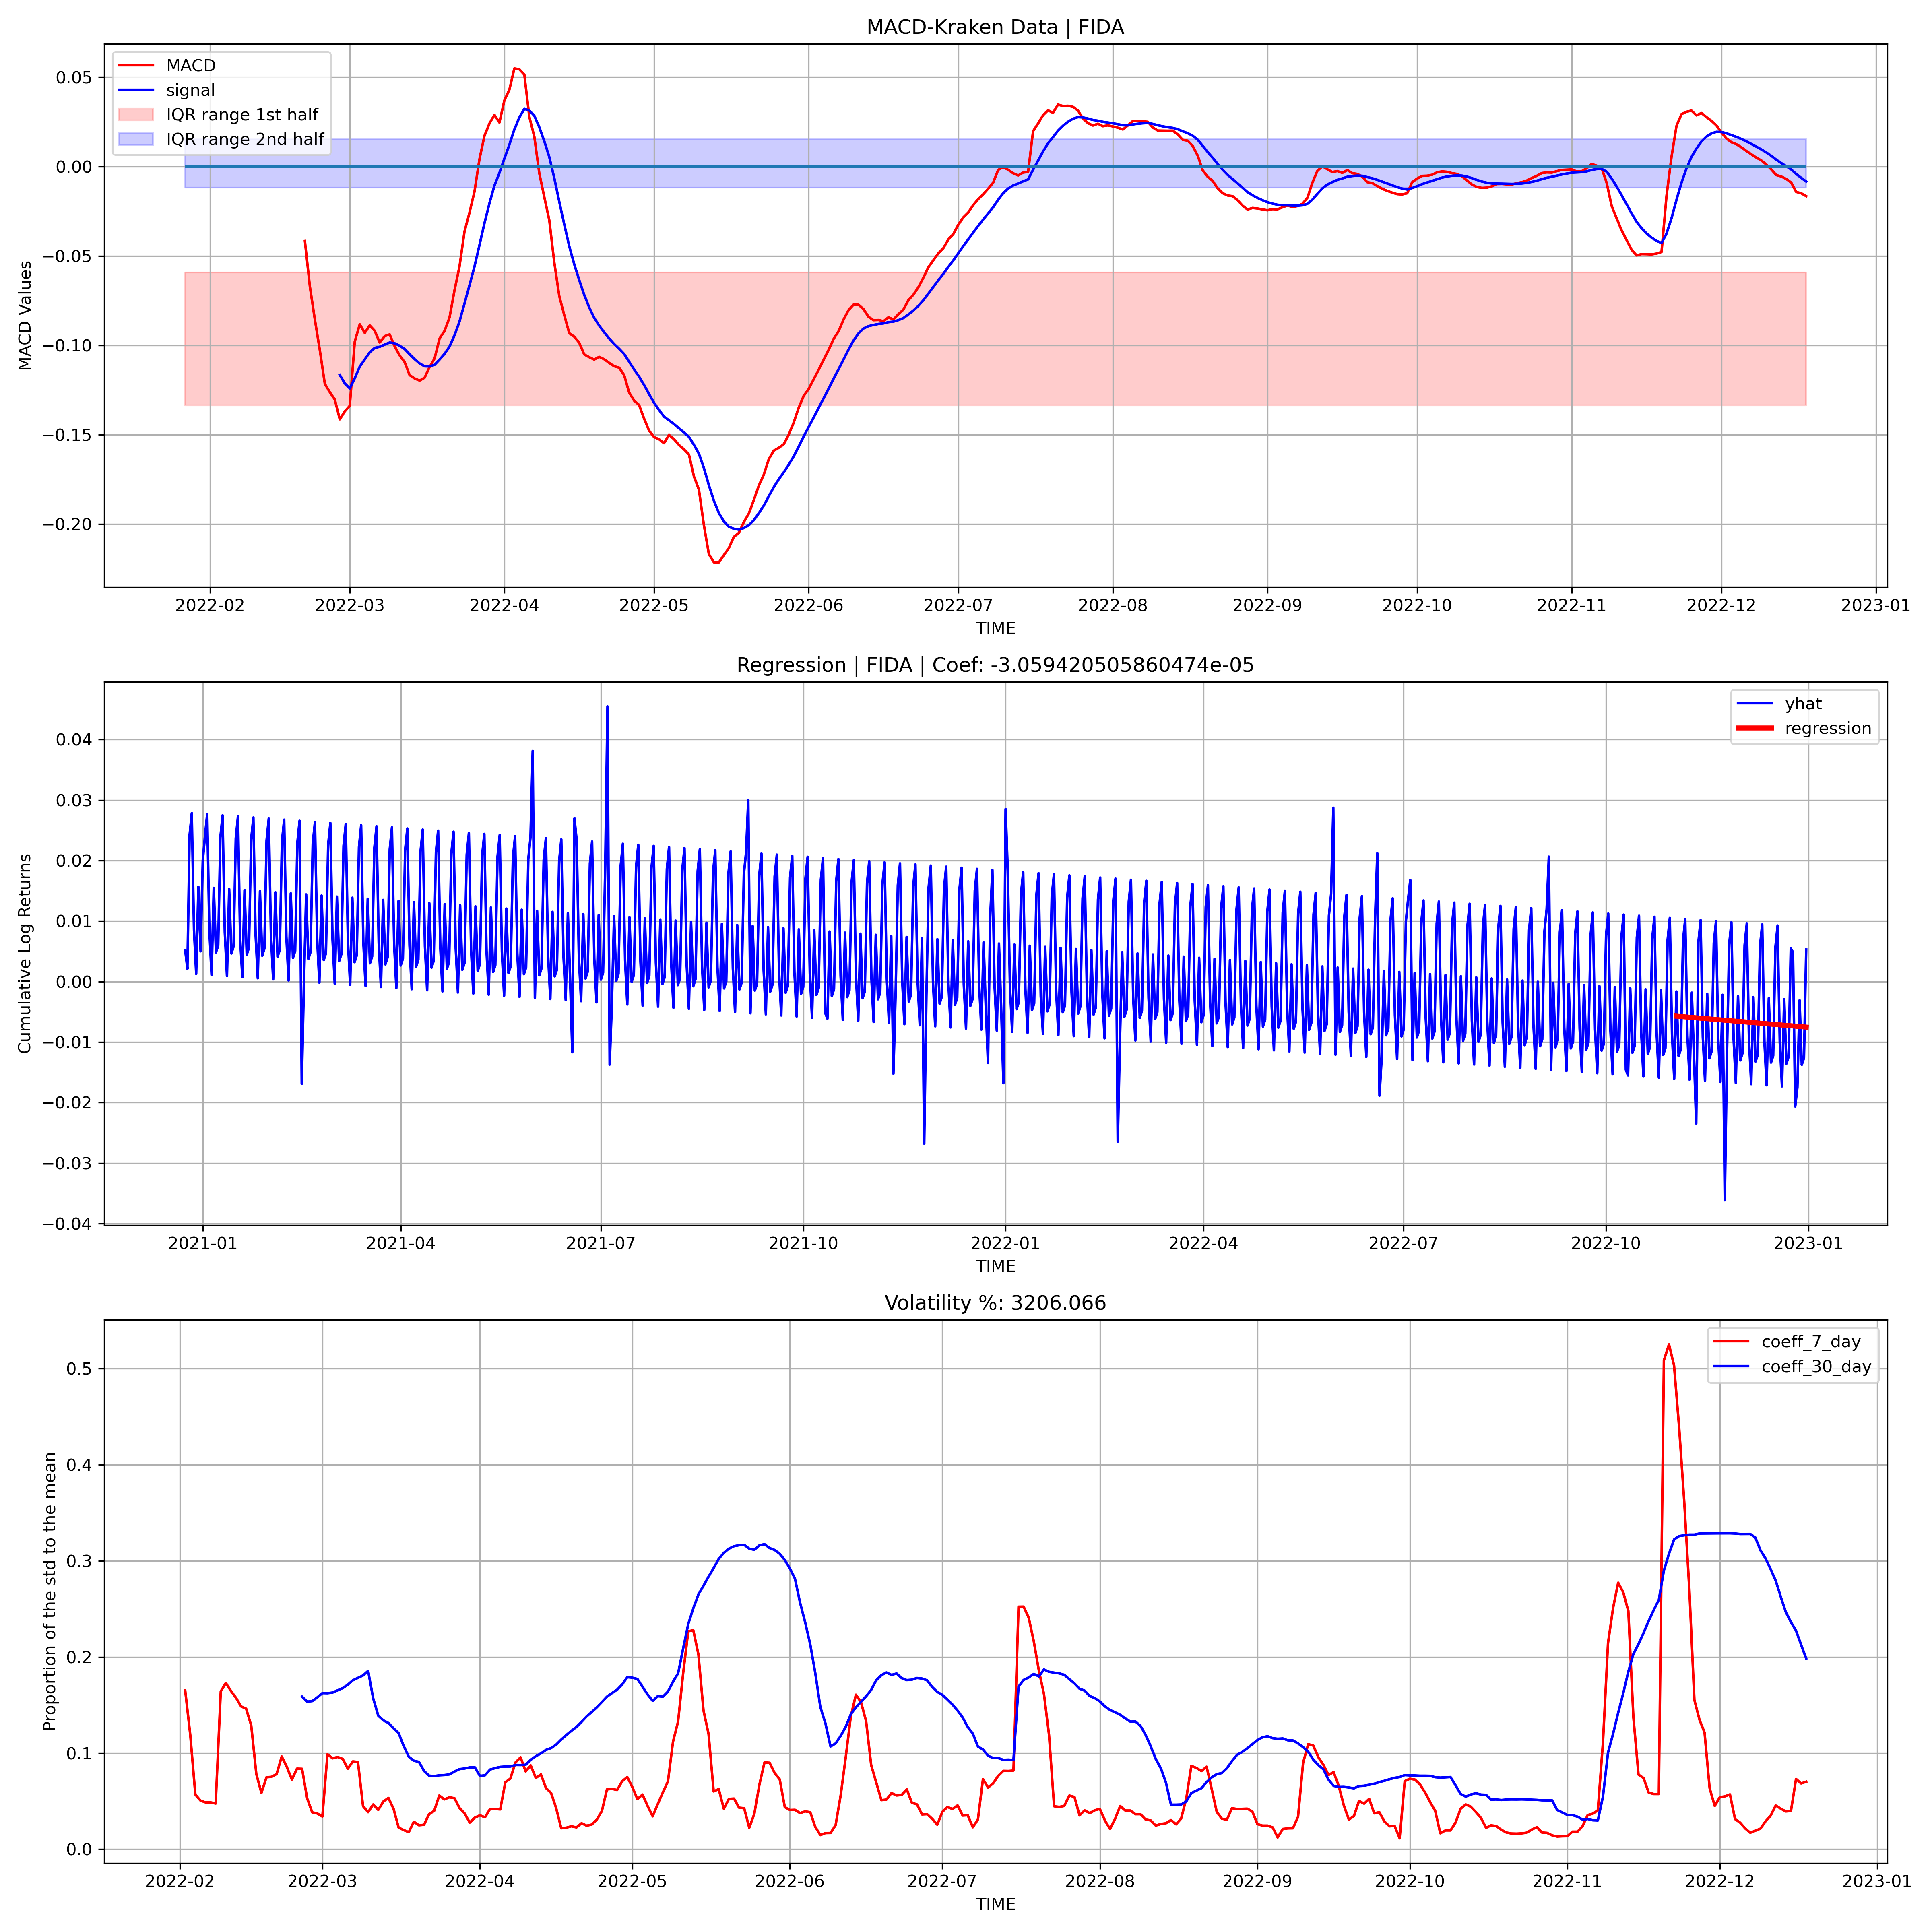 MACD-Kraken Data | FIDA
MACD
signal
IQR range 1st half
IQR range 2nd half
0.05
0.00
−0.05
−0.10
−0.15
−0.20
MACD Values
2022-02 2022-03 2022-04 2022-05 2022-06 2022-07 2022-08 2022-09 2022-10 2022-11 2022-12 2023-01
TIME
Regression | FIDA | Coef: -3.059420505860474e-05
yhat
regression
0.04
0.03
0.02
0.01
0.00
−0.01
−0.02
−0.03
−0.04
Cumulative Log Returns
2021-01 2021-04 2021-07 2021-10 2022-01 2022-04 2022-07 2022-10 2023-01
TIME
Volatility %: 3206.066
coeff_7_day
coeff_30_day
0.5
0.4
0.3
0.2
0.1
0.0
Proportion of the std to the mean
2022-02 2022-03 2022-04 2022-05 2022-06 2022-07 2022-08 2022-09 2022-10 2022-11 2022-12 2023-01
TIME